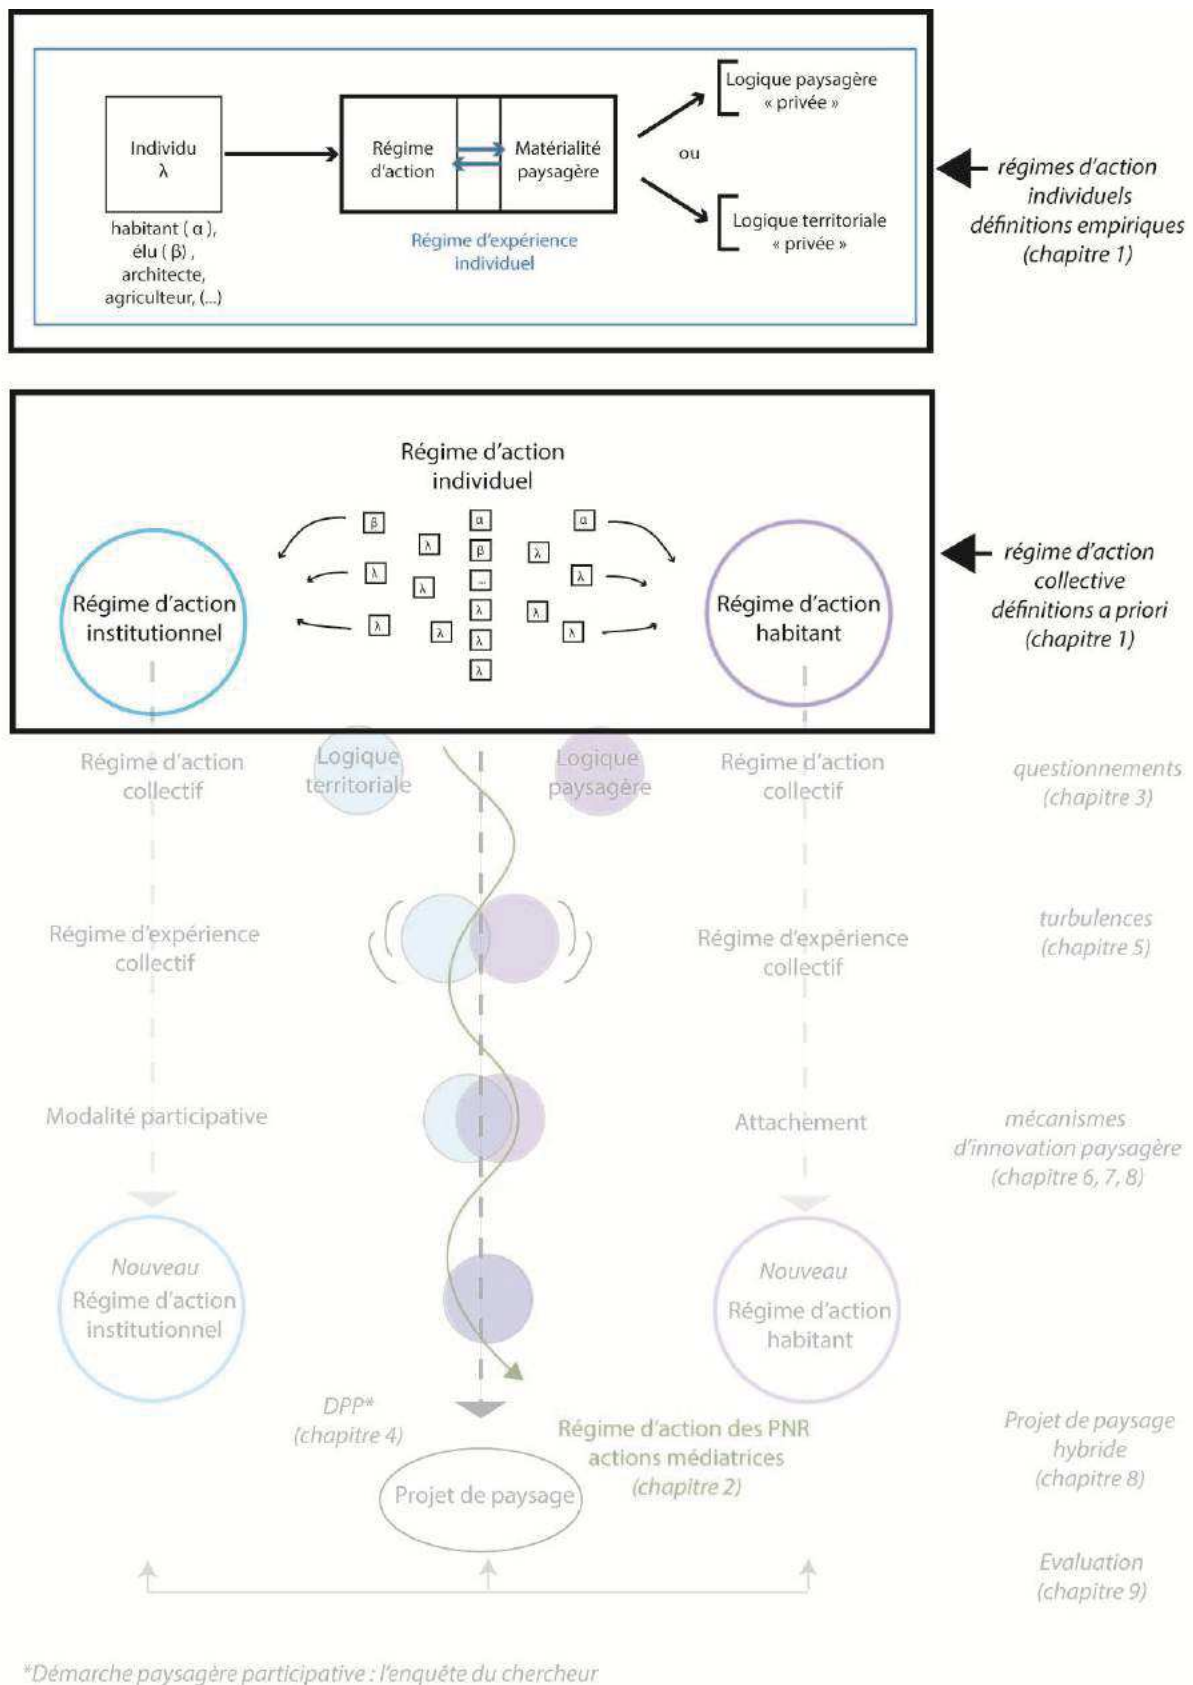 Individu
λ
habitant ( α ),
élu ( β ) ,
architecte,
agriculteur, (...)
Régime
d'action
Matérialité
paysagère
Régime d'expérience
individuel
Logique paysagère
« privée »
ou
Logique territoriale
« privée »
régimes d'action
individuels
définitions empiriques
(chapitre 1)
Régime d'action
individuel
β
α
α
λ
β
λ
λ
λ
...
λ
λ
λ
λ
λ
λ
λ
λ
Régime d'action
institutionnel
Régime d'action
habitant
régime d'action
collective
définitions a priori
(chapitre 1)
Régime d'action
collectif
Logique
territoriale
Logique
paysagère
Régime d'action
collectif
questionnements
(chapitre 3)
Régime d'expérience
collectif
Régime d'expérience
collectif
turbulences
(chapitre 5)
Modalité participative
Attachement
mécanismes
d'innovation paysagère
(chapitre 6, 7, 8)
Nouveau
Régime d'action
institutionnel
Nouveau
Régime d'action
habitant
DPP*
(chapitre 4)
Régime d'action des PNR
actions médiatrices
(chapitre 2)
Projet de paysage
Projet de paysage
hybride
(chapitre 8)
Evaluation
(chapitre 9)
*Démarche paysagère participative : l'enquête du chercheur